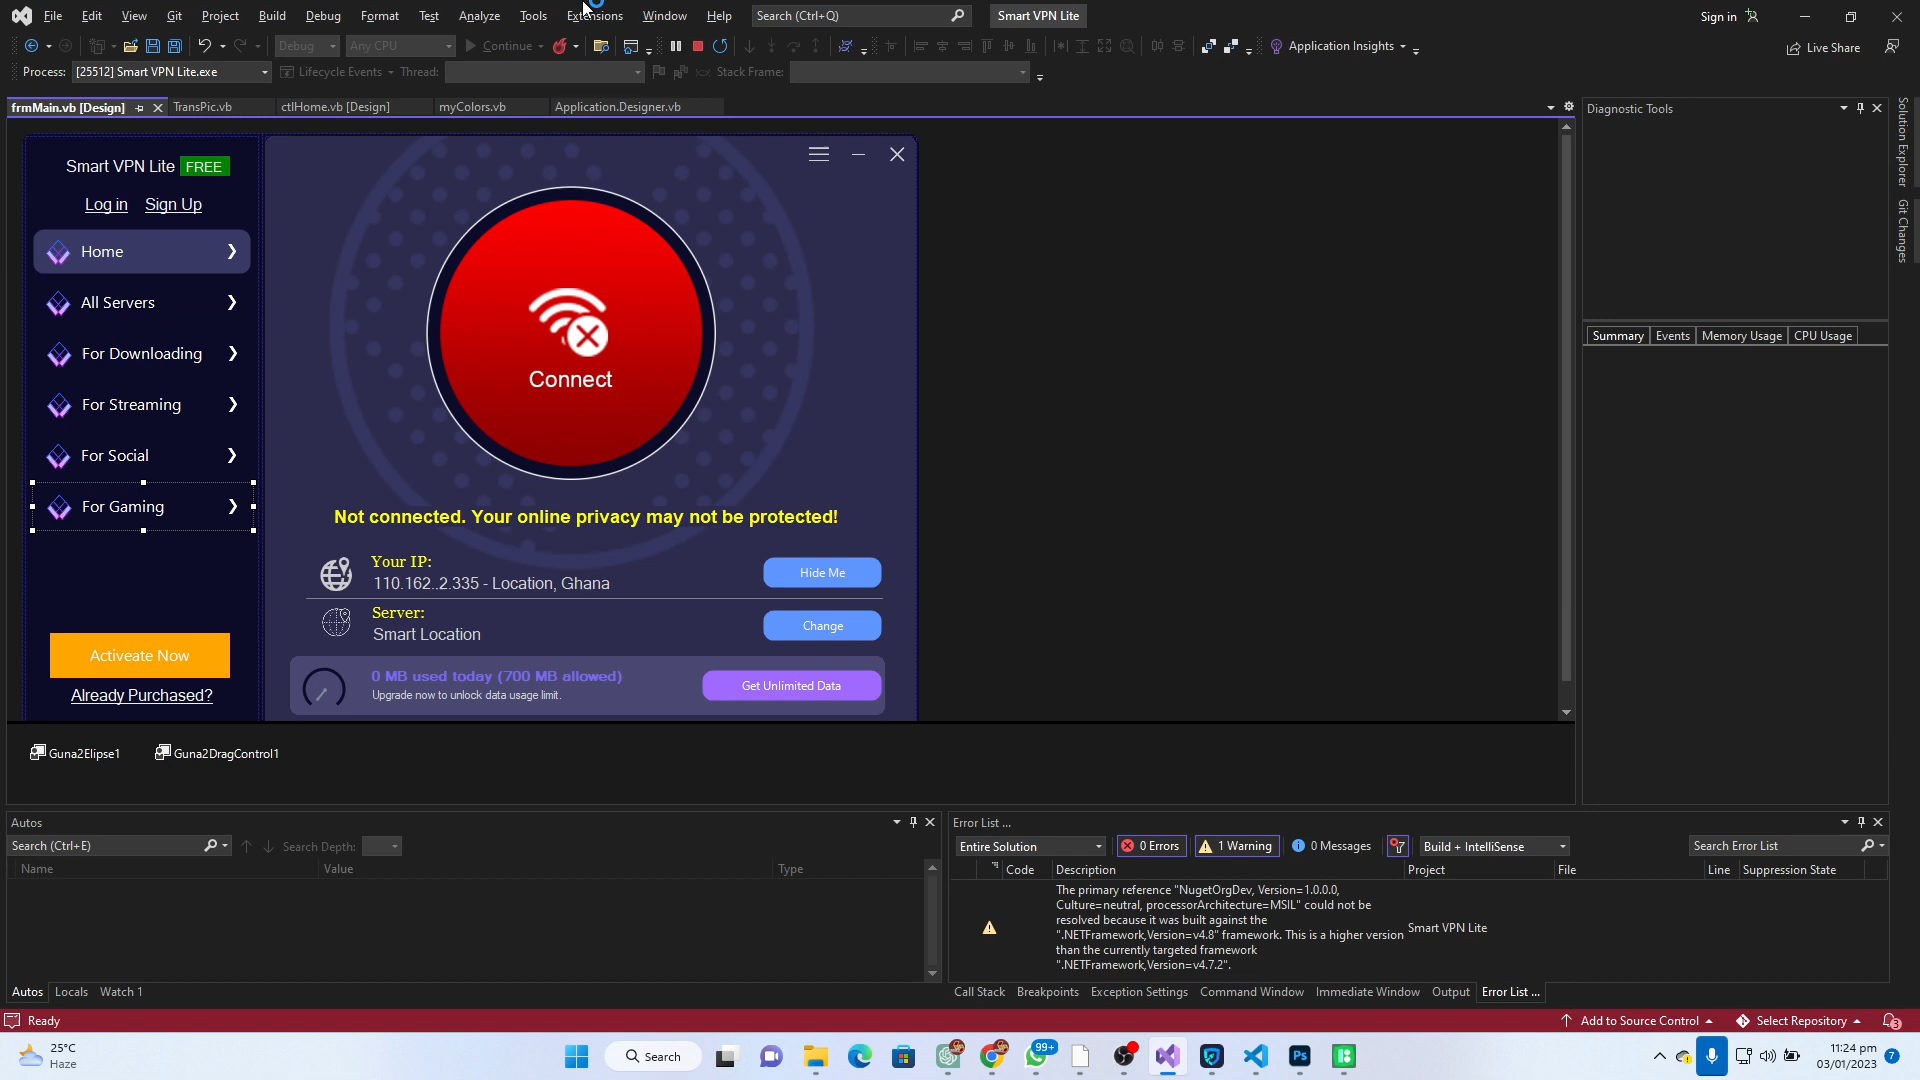 File Edit View Git Project Build Debug Format Test Analyze Tools Extensions Window Help Search (Ctrl+Q) Smart VPN Lite Sign in
Debug Any CPU Continue Application Insights Live Share
Process: [25512] Smart VPN Lite.exe Lifecycle Events Thread: Stack Frame:
frmMain.vb [Design] TransPic.vb ctlHome.vb [Design] myColors.vb Application.Designer.vb
Diagnostic Tools
Solution Explorer
Git Changes
Summary Events Memory Usage CPU Usage
Smart VPN Lite FREE
Log in Sign Up
Home
All Servers
For Downloading
For Streaming
For Social
For Gaming
Activeate Now
Already Purchased?
Connect
Not connected. Your online privacy may not be protected!
Your IP:
110.162..2.335 - Location, Ghana
Hide Me
Server:
Smart Location
Change
0 MB used today (700 MB allowed)
Upgrade now to unlock data usage limit.
Get Unlimited Data
Guna2Elipse1 Guna2DragControl1
Autos
Search (Ctrl+E) Search Depth:
Name Value Type
Autos Locals Watch 1
Error List ...
Entire Solution 0 Errors 1 Warning 0 Messages Build + IntelliSense Search Error List
Code Description Project File Line Suppression State
The primary reference "NugetOrgDev, Version=1.0.0.0,
Culture=neutral, processorArchitecture=MSIL" could not be
resolved because it was built against the
".NETFramework,Version=v4.8" framework. This is a higher version
than the currently targeted framework
".NETFramework,Version=v4.7.2".
Smart VPN Lite
Call Stack Breakpoints Exception Settings Command Window Immediate Window Output Error List ...
Ready Add to Source Control Select Repository 3
25°C
Haze
Search
99+
Ps
11:24 pm
03/01/2023
7